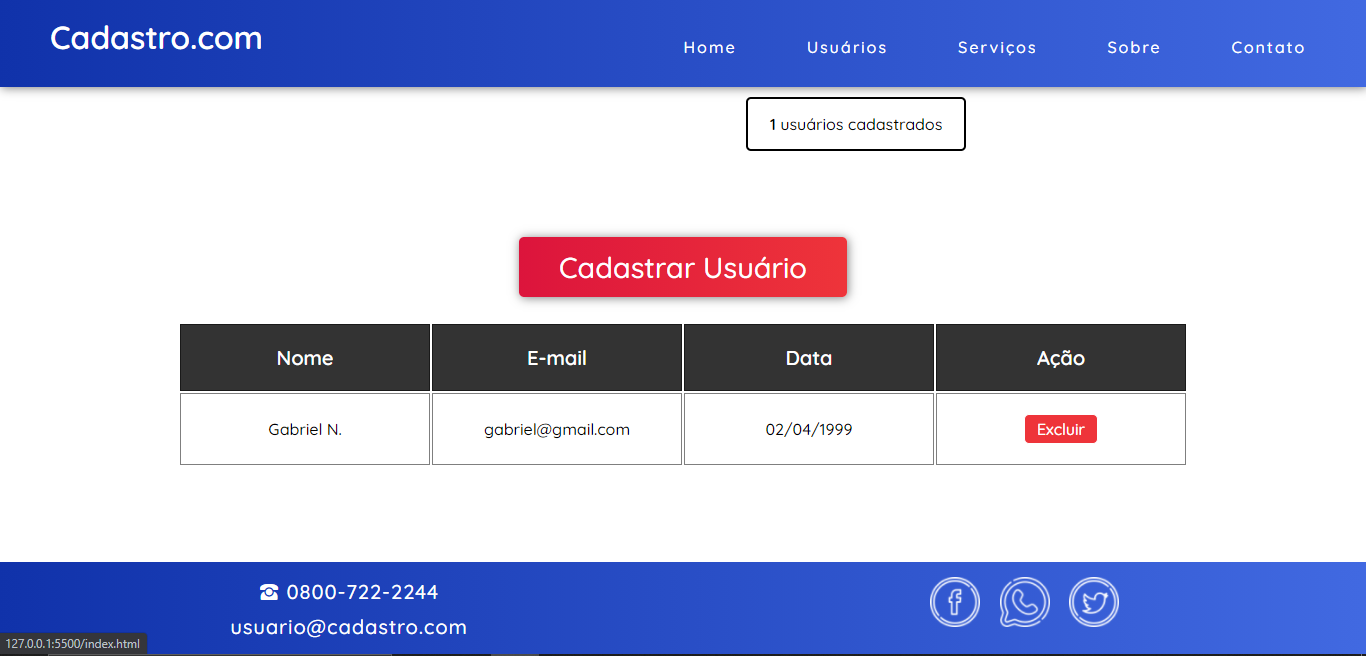 Cadastro.com
Home Usuários Serviços Sobre Contato
1 usuários cadastrados
Cadastrar Usuário
Nome E-mail Data Ação
Gabriel N. gabriel@gmail.com 02/04/1999 Excluir
☎ 0800-722-2244
usuario@cadastro.com
127.0.0.1:5500/index.html